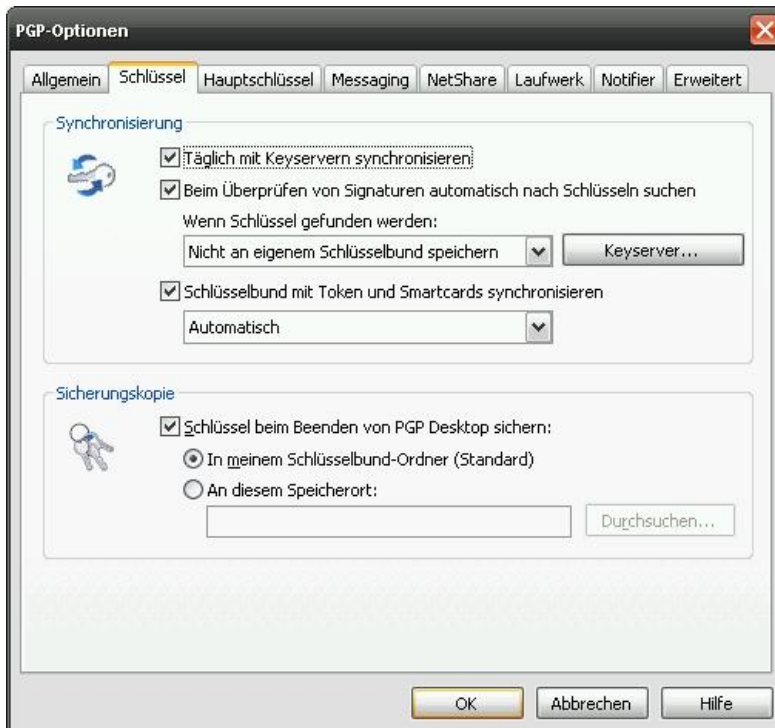 PGP-Optionen
Allgemein Schlüssel Hauptschlüssel Messaging NetShare Laufwerk Notifier Erweitert
Synchronisierung
Täglich mit Keyservern synchronisieren
Beim Überprüfen von Signaturen automatisch nach Schlüsseln suchen
Wenn Schlüssel gefunden werden:
Nicht an eigenem Schlüsselbund speichern Keyserver...
Schlüsselbund mit Token und Smartcards synchronisieren
Automatisch
Sicherungskopie
Schlüssel beim Beenden von PGP Desktop sichern:
In meinem Schlüsselbund-Ordner (Standard)
An diesem Speicherort:
Durchsuchen...
OK Abbrechen Hilfe